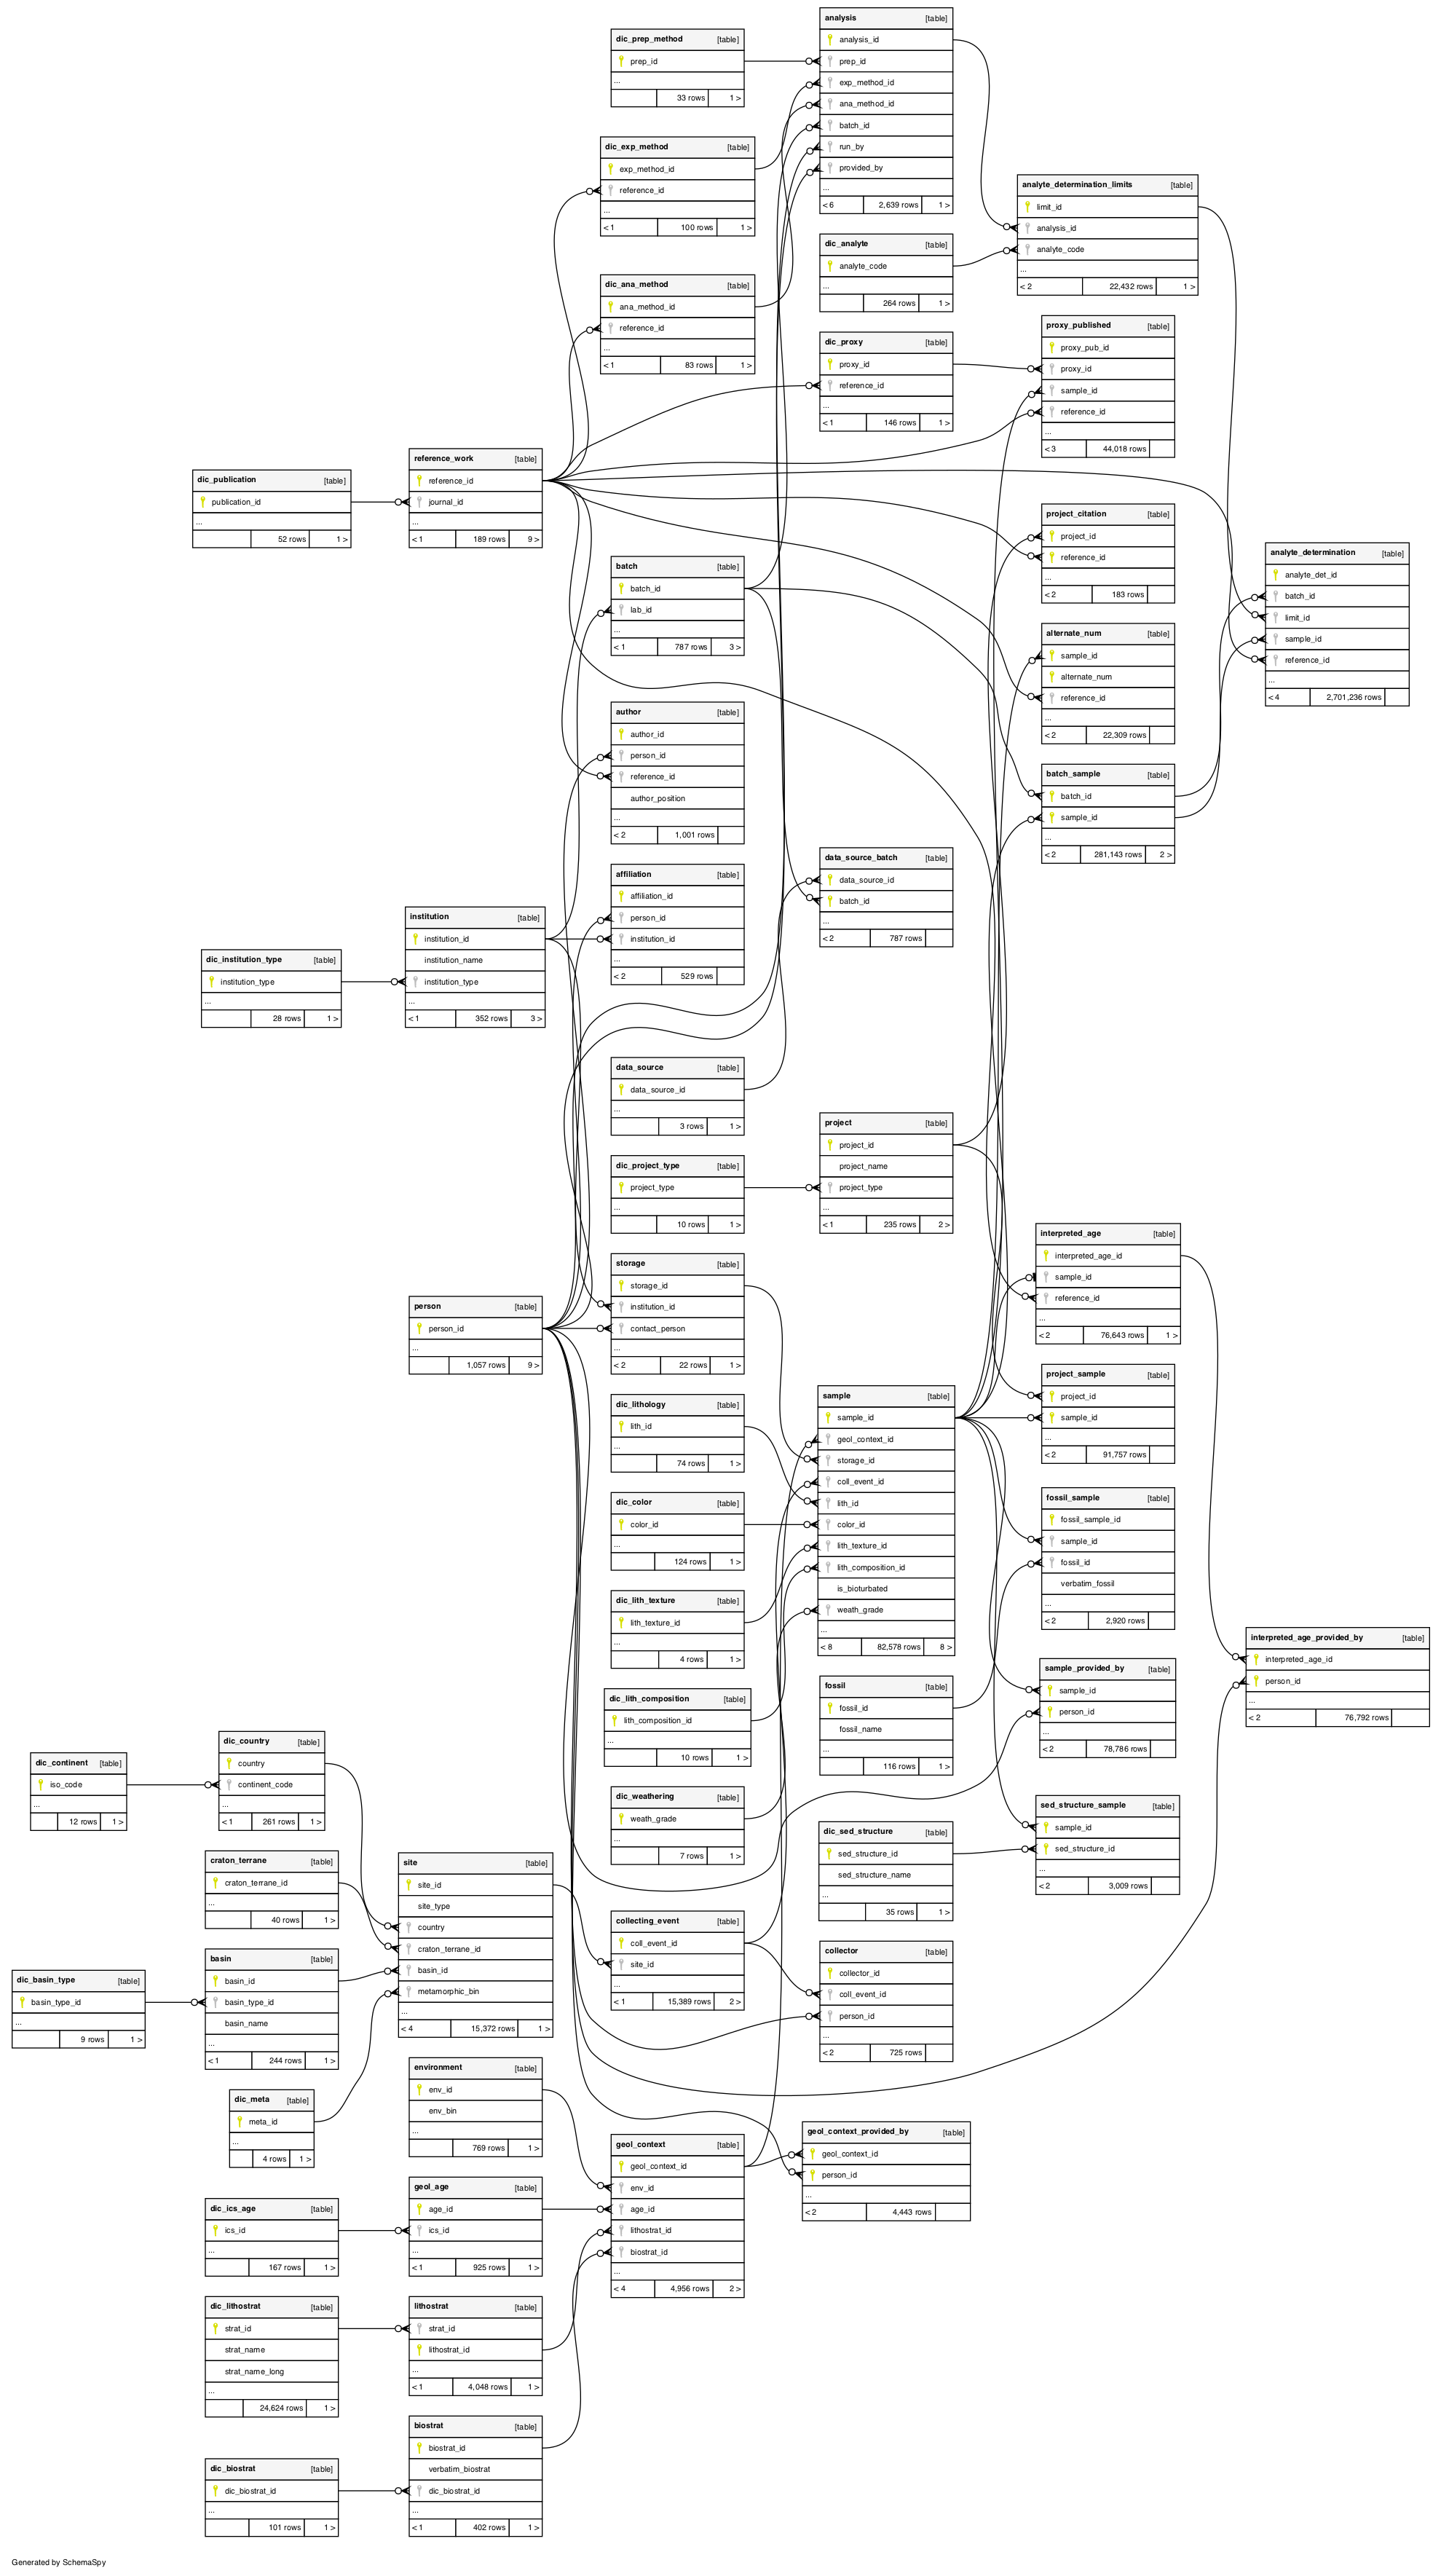 analysis [table]
analysis_id
prep_id
exp_method_id
ana_method_id
batch_id
run_by
provided_by
...
< 6 2,639 rows 1 >
dic_prep_method [table]
prep_id
...
33 rows 1 >
dic_exp_method [table]
exp_method_id
reference_id
...
< 1 100 rows 1 >
analyte_determination_limits [table]
limit_id
analysis_id
analyte_code
...
< 2 22,432 rows 1 >
dic_analyte [table]
analyte_code
...
264 rows 1 >
dic_ana_method [table]
ana_method_id
reference_id
...
< 1 83 rows 1 >
dic_proxy [table]
proxy_id
reference_id
...
< 1 146 rows 1 >
proxy_published [table]
proxy_pub_id
proxy_id
sample_id
reference_id
...
< 3 44,018 rows
reference_work [table]
reference_id
journal_id
...
< 1 189 rows 9 >
dic_publication [table]
publication_id
...
52 rows 1 >
project_citation [table]
project_id
reference_id
...
< 2 183 rows
analyte_determination [table]
analyte_det_id
batch_id
limit_id
sample_id
reference_id
...
< 4 2,701,236 rows
batch [table]
batch_id
lab_id
...
< 1 787 rows 3 >
alternate_num [table]
sample_id
alternate_num
reference_id
...
< 2 22,309 rows
author [table]
author_id
person_id
reference_id
author_position
...
< 2 1,001 rows
batch_sample [table]
batch_id
sample_id
...
< 2 281,143 rows 2 >
data_source_batch [table]
data_source_id
batch_id
...
< 2 787 rows
affiliation [table]
affiliation_id
person_id
institution_id
...
< 2 529 rows
institution [table]
institution_id
institution_name
institution_type
...
< 1 352 rows 3 >
dic_institution_type [table]
institution_type
...
28 rows 1 >
data_source [table]
data_source_id
...
3 rows 1 >
project [table]
project_id
project_name
project_type
...
< 1 235 rows 2 >
dic_project_type [table]
project_type
...
10 rows 1 >
interpreted_age [table]
interpreted_age_id
sample_id
reference_id
...
< 2 76,643 rows 1 >
storage [table]
storage_id
institution_id
contact_person
...
< 2 22 rows 1 >
person [table]
person_id
...
1,057 rows 9 >
project_sample [table]
project_id
sample_id
...
< 2 91,757 rows
sample [table]
sample_id
geol_context_id
storage_id
coll_event_id
lith_id
color_id
lith_texture_id
lith_composition_id
is_bioturbated
weath_grade
...
< 8 82,578 rows 8 >
dic_lithology [table]
lith_id
...
74 rows 1 >
dic_color [table]
color_id
...
124 rows 1 >
fossil_sample [table]
fossil_sample_id
sample_id
fossil_id
verbatim_fossil
...
< 2 2,920 rows
dic_lith_texture [table]
lith_texture_id
...
4 rows 1 >
interpreted_age_provided_by [table]
interpreted_age_id
person_id
...
< 2 76,792 rows
sample_provided_by [table]
sample_id
person_id
...
< 2 78,786 rows
fossil [table]
fossil_id
fossil_name
...
116 rows 1 >
dic_lith_composition [table]
lith_composition_id
...
10 rows 1 >
dic_country [table]
country
continent_code
...
< 1 261 rows 1 >
dic_continent [table]
iso_code
...
12 rows 1 >
dic_weathering [table]
weath_grade
...
7 rows 1 >
sed_structure_sample [table]
sample_id
sed_structure_id
...
< 2 3,009 rows
dic_sed_structure [table]
sed_structure_id
sed_structure_name
...
35 rows 1 >
craton_terrane [table]
craton_terrane_id
...
40 rows 1 >
site [table]
site_id
site_type
country
craton_terrane_id
basin_id
metamorphic_bin
...
< 4 15,372 rows 1 >
collecting_event [table]
coll_event_id
site_id
...
< 1 15,389 rows 2 >
collector [table]
collector_id
coll_event_id
person_id
...
< 2 725 rows
basin [table]
basin_id
basin_type_id
basin_name
...
< 1 244 rows 1 >
dic_basin_type [table]
basin_type_id
...
9 rows 1 >
environment [table]
env_id
env_bin
...
769 rows 1 >
dic_meta [table]
meta_id
...
4 rows 1 >
geol_context_provided_by [table]
geol_context_id
person_id
...
< 2 4,443 rows
geol_context [table]
geol_context_id
env_id
age_id
lithostrat_id
biostrat_id
...
< 4 4,956 rows 2 >
geol_age [table]
age_id
ics_id
...
< 1 925 rows 1 >
dic_ics_age [table]
ics_id
...
167 rows 1 >
dic_lithostrat [table]
strat_id
strat_name
strat_name_long
...
24,624 rows 1 >
lithostrat [table]
strat_id
lithostrat_id
...
< 1 4,048 rows 1 >
biostrat [table]
biostrat_id
verbatim_biostrat
dic_biostrat_id
...
< 1 402 rows 1 >
dic_biostrat [table]
dic_biostrat_id
...
101 rows 1 >
Generated by SchemaSpy